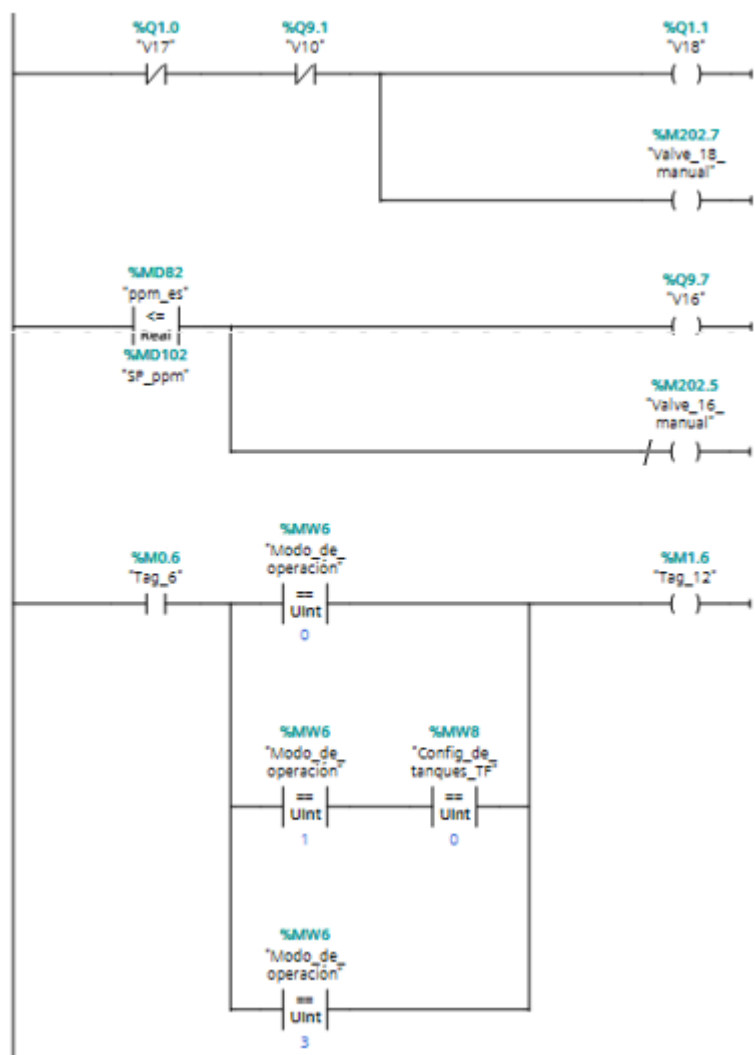 %Q1.0 %Q9.1 %Q1.1
"V17" "V10" "V18"
%M202.7
"Valve_18_
manual"
%MD82 %Q9.7
"ppm_es" "V16"
<=
Real
%MD102
"SP_ppm"
%M202.5
"Valve_16_
manual"
%MW6
%M0.6 "Modo_de_ %M1.6
"Tag_6" operación" "Tag_12"
==
UInt
0
%MW6 %MW8
"Modo_de_ "Config_de_
operación" tanques_TF"
== ==
UInt UInt
1 0
%MW6
"Modo_de_
operación"
==
UInt
3